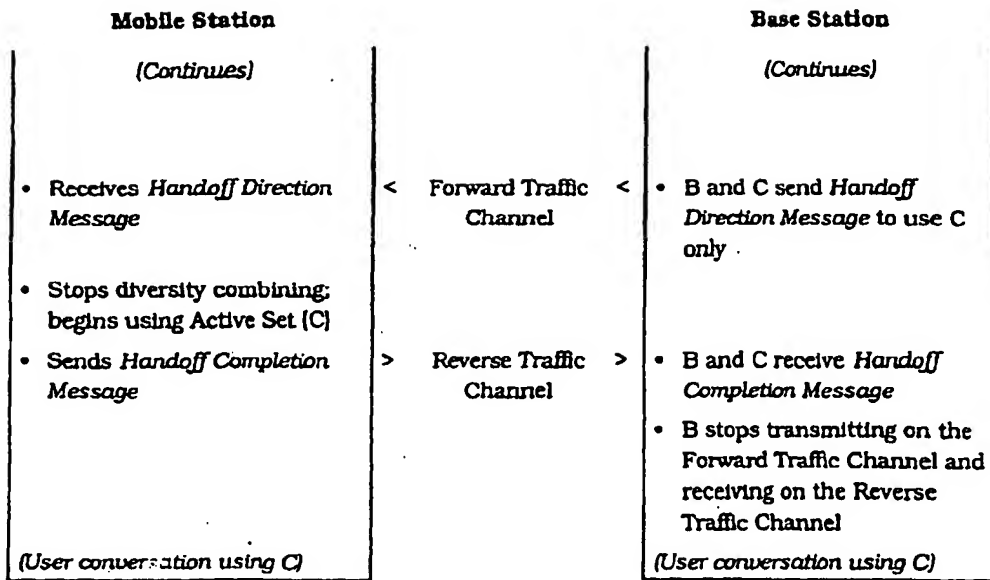 Mobile Station
Base Station
(Continues)
(Continues)
• Receives Handoff Direction
Message
< Forward Traffic <
Channel
• B and C send Handoff
Direction Message to use C
only
• Stops diversity combining;
begins using Active Set {C}
• Sends Handoff Completion
Message
> Reverse Traffic >
Channel
• B and C receive Handoff
Completion Message
• B stops transmitting on the
Forward Traffic Channel and
receiving on the Reverse
Traffic Channel
(User conversation using C)
(User conversation using C)